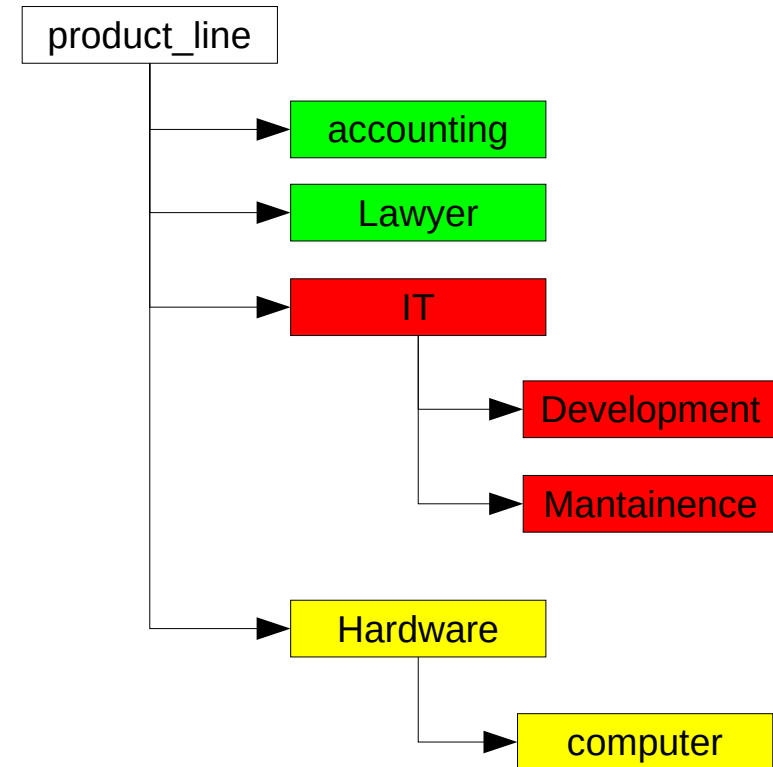 product_line
accounting
Lawyer
IT
Development
Mantainence
Hardware
computer